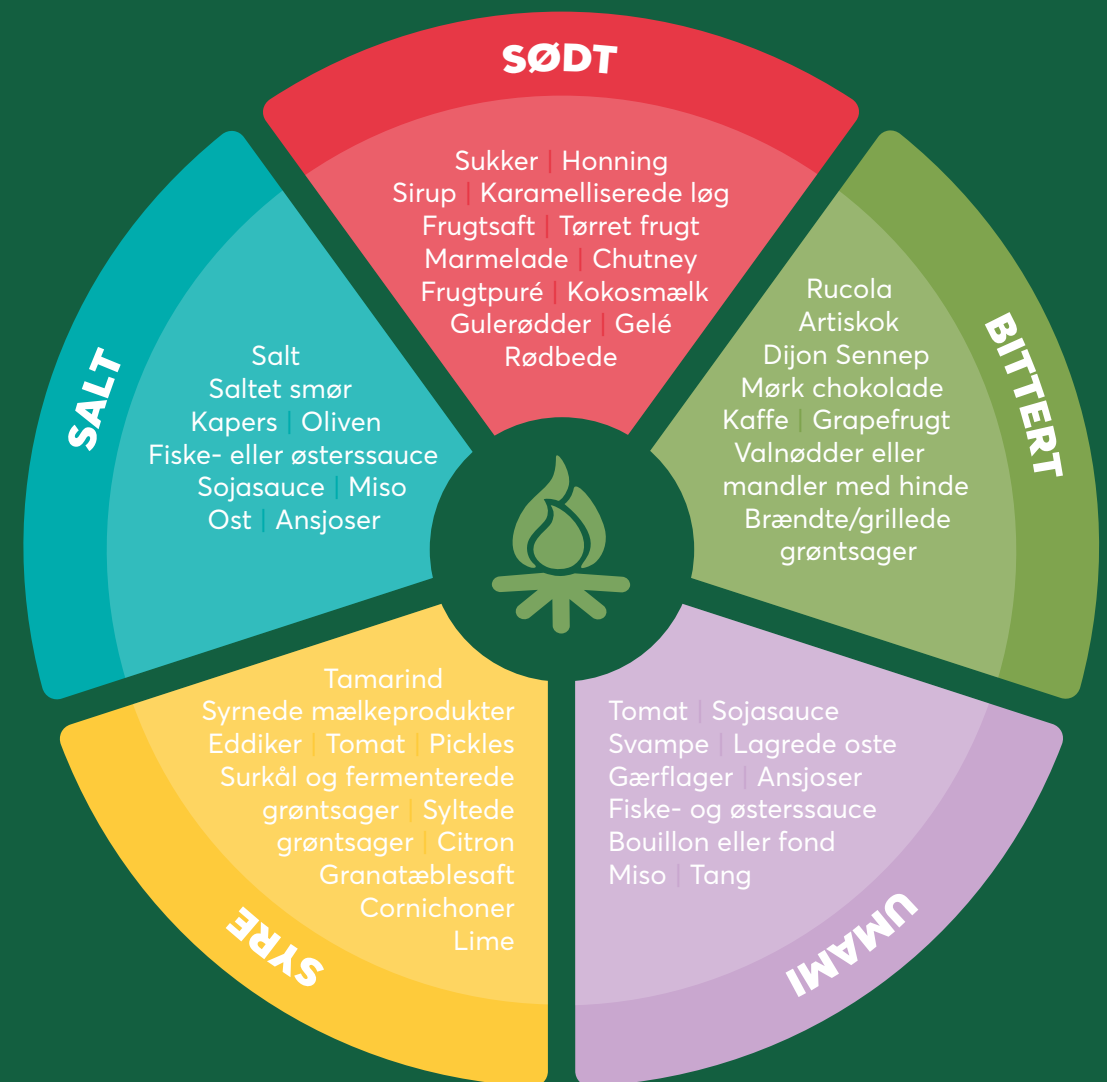 SØDT
Sukker | Honning
Sirup | Karamelliserede løg
Frugtsaft | Tørret frugt
Marmelade | Chutney
Frugtpuré | Kokosmælk
Gulerødder | Gelé
Rødbede
BITTERT
Rucola
Artiskok
Dijon Sennep
Mørk chokolade
Kaffe | Grapefrugt
Valnødder eller
mandler med hinde
Brændte/grillede
grøntsager
UMAMI
Tomat | Sojasauce
Svampe | Lagrede oste
Gærflager | Ansjoser
Fiske- og østerssauce
Bouillon eller fond
Miso | Tang
SYRE
Tamarind
Syrnede mælkeprodukter
Eddiker | Tomat | Pickles
Surkål og fermenterede
grøntsager | Syltede
grøntsager | Citron
Granatæblesaft
Cornichoner
Lime
SALT
Salt
Saltet smør
Kapers | Oliven
Fiske- eller østerssauce
Sojasauce | Miso
Ost | Ansjoser